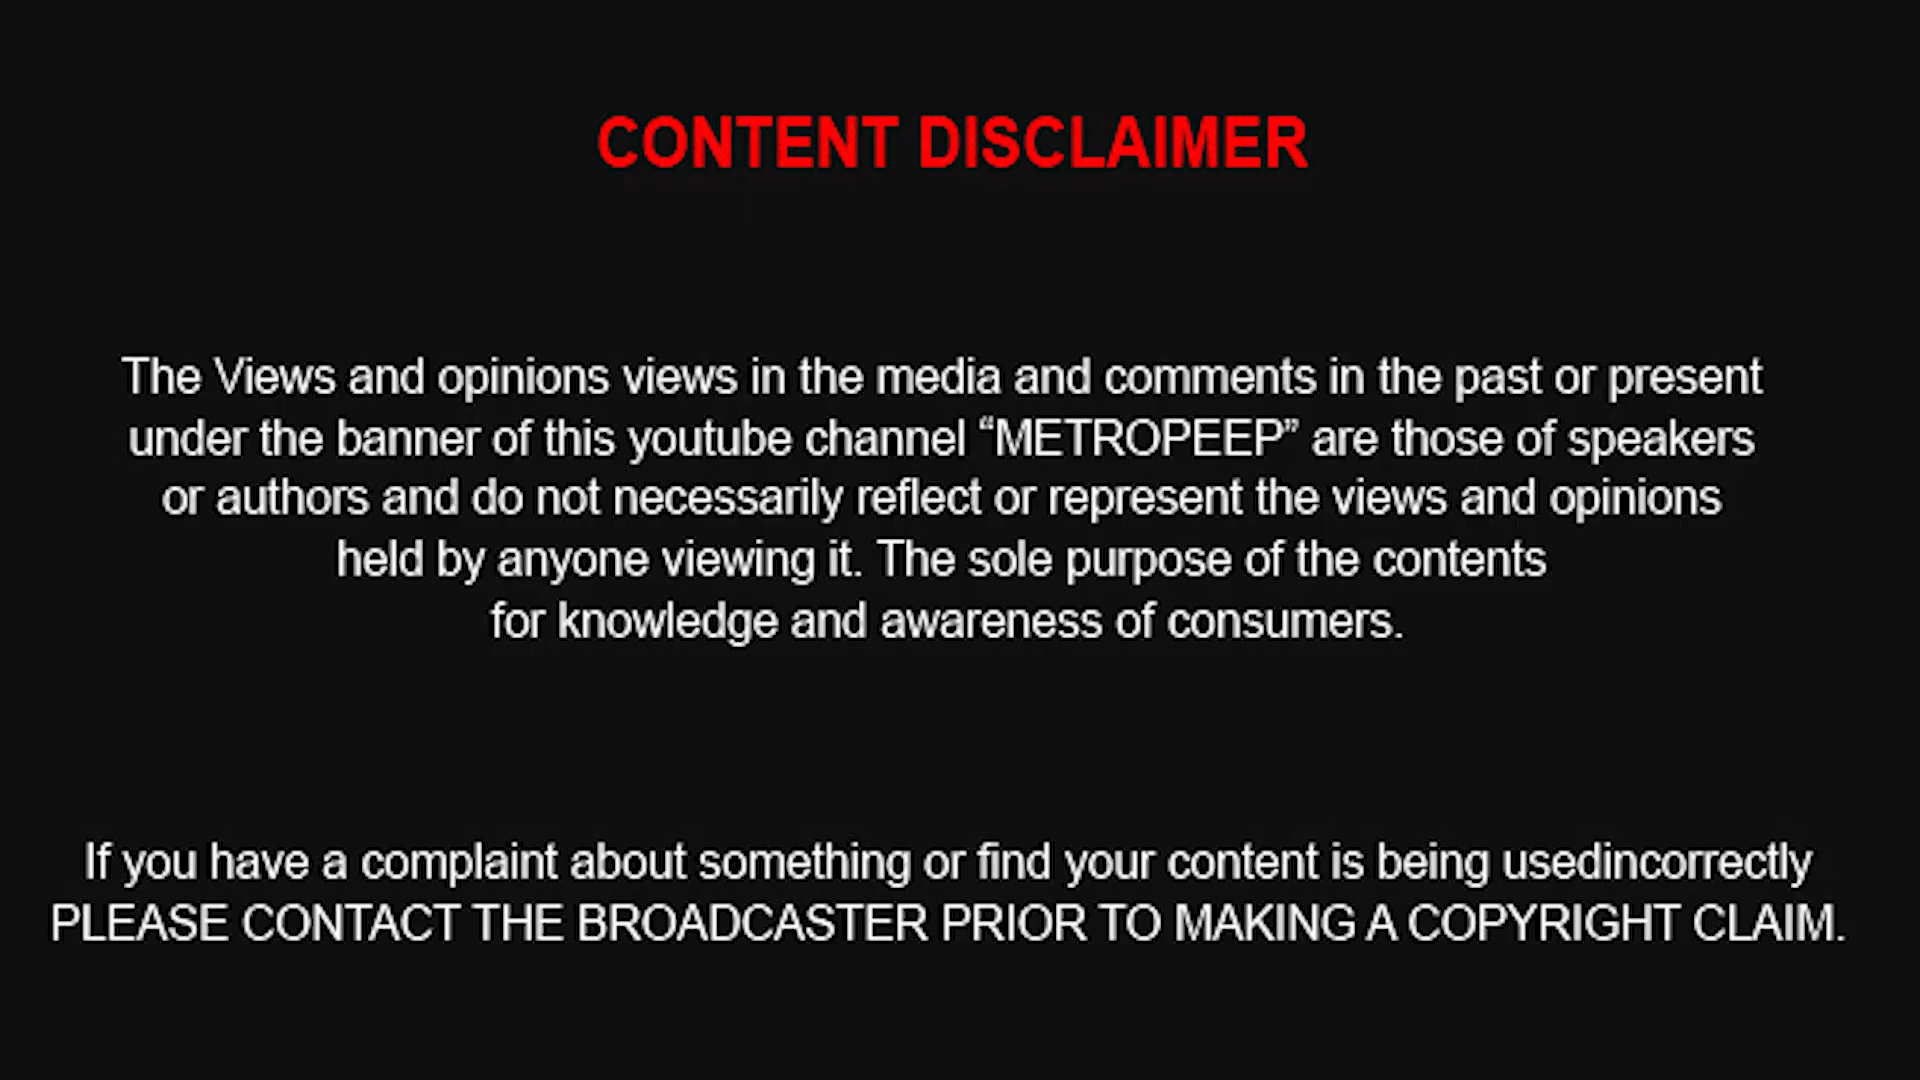 CONTENT DISCLAIMER
The Views and opinions views in the media and comments in the past or present
under the banner of this youtube channel “METROPEEP” are those of speakers
or authors and do not necessarily reflect or represent the views and opinions
held by anyone viewing it. The sole purpose of the contents
for knowledge and awareness of consumers.
If you have a complaint about something or find your content is being usedincorrectly
PLEASE CONTACT THE BROADCASTER PRIOR TO MAKING A COPYRIGHT CLAIM.